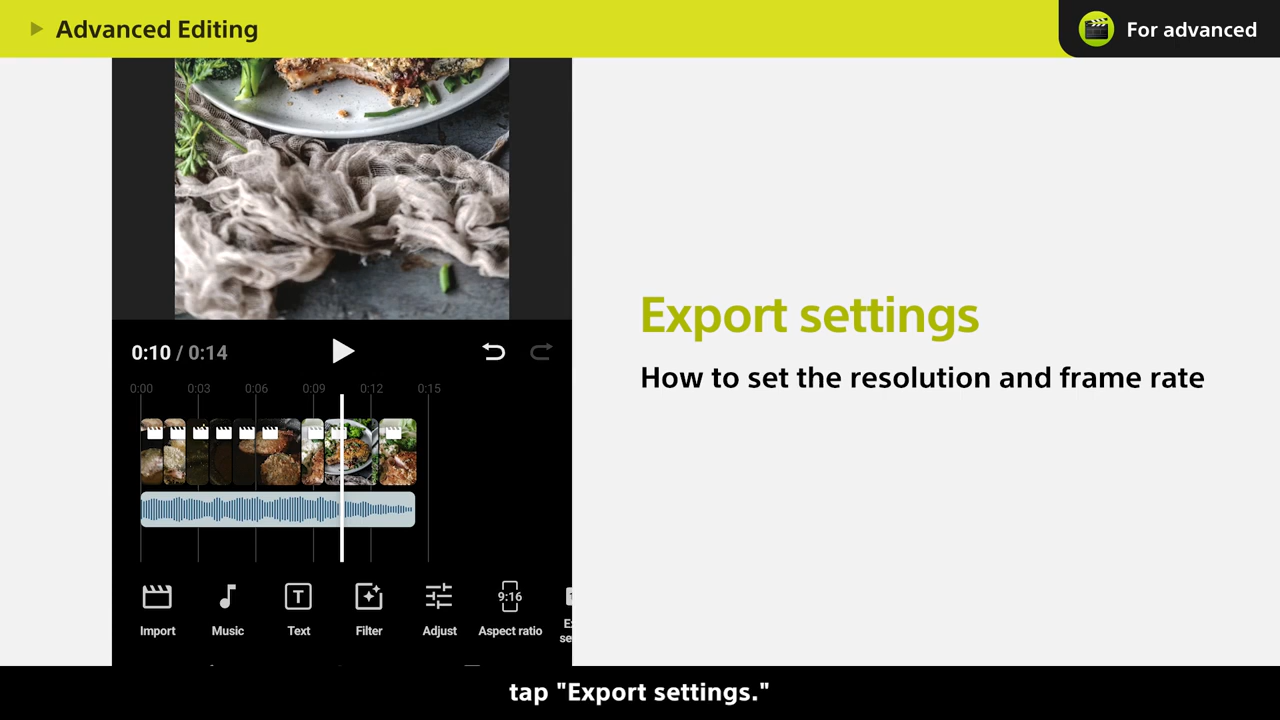 Advanced Editing
For advanced
Export settings
How to set the resolution and frame rate
0:10 / 0:14
0:00 0:03 0:06 0:09 0:12 0:15
T
9:16
Import Music Text Filter Adjust Aspect ratio
tap "Export settings."